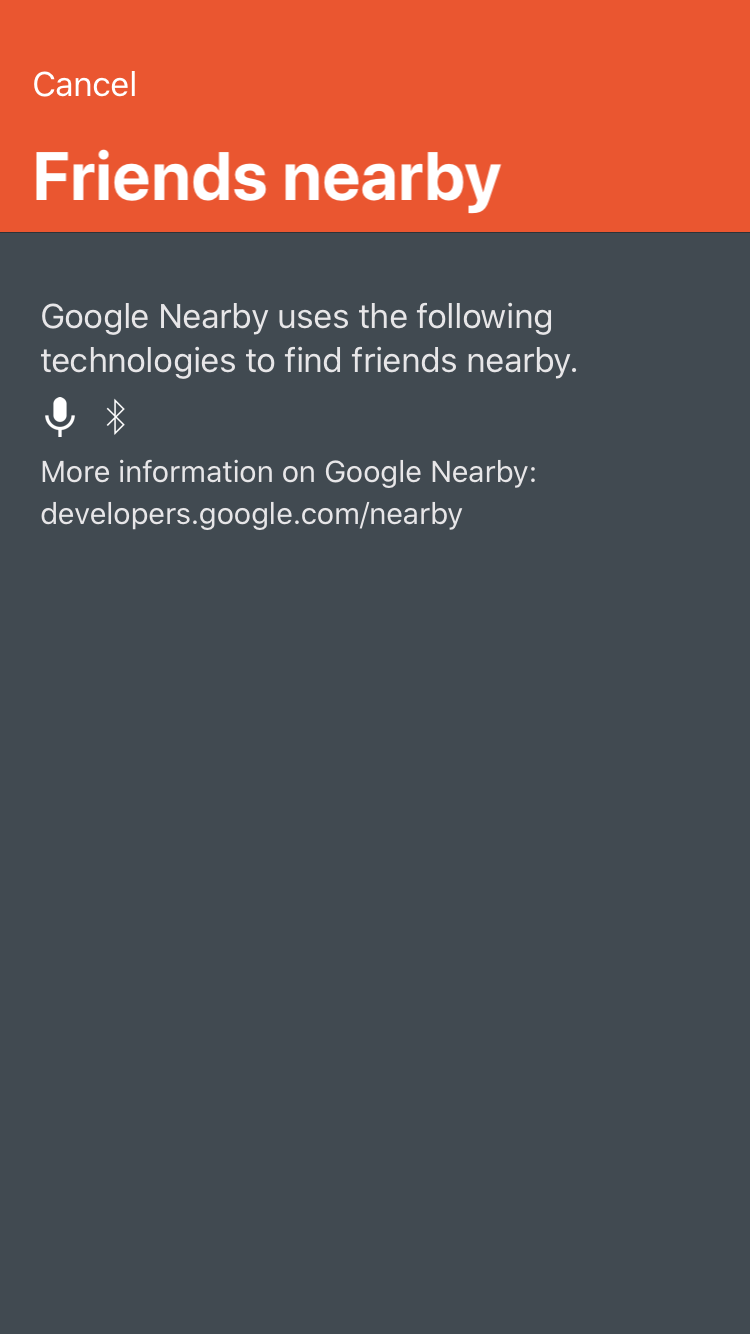 Cancel
Friends nearby
Google Nearby uses the following
technologies to find friends nearby.
More information on Google Nearby:
developers.google.com/nearby